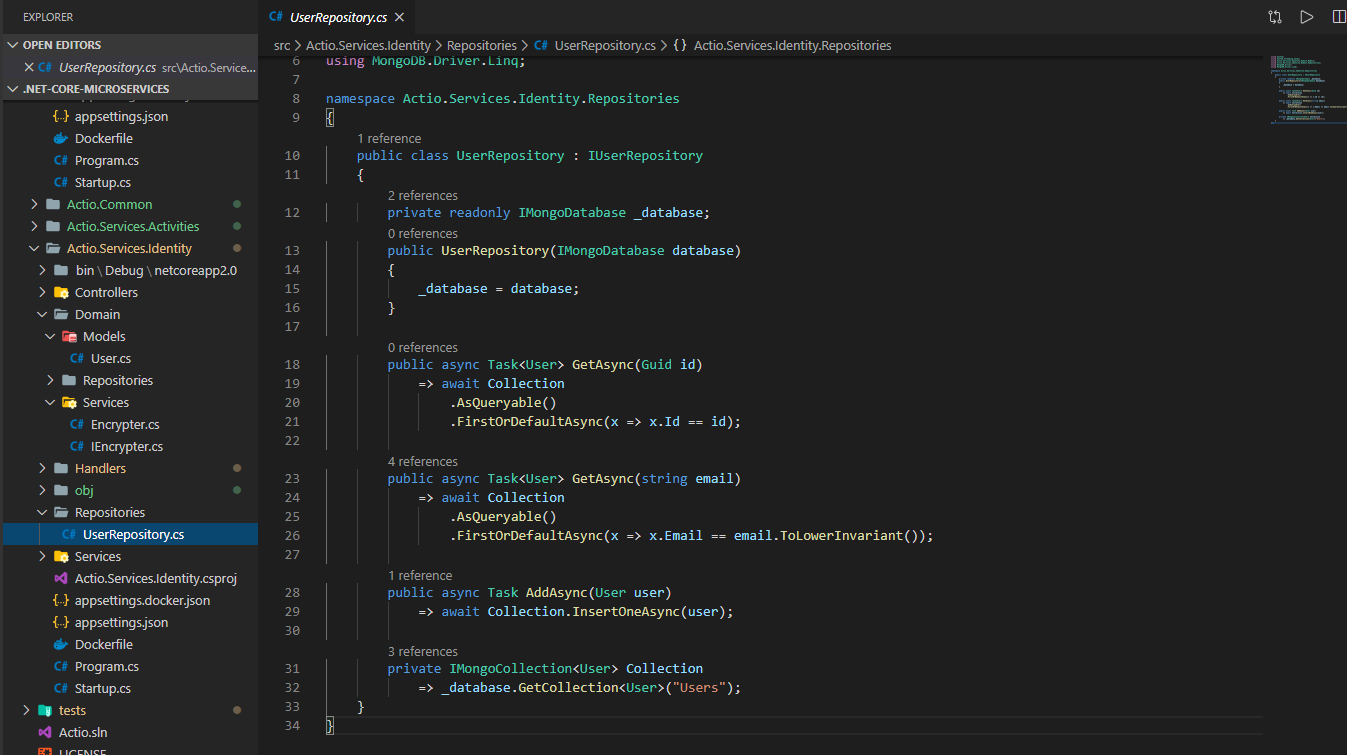 EXPLORER
OPEN EDITORS
UserRepository.cs src\Actio.Service...
.NET-CORE-MICROSERVICES
appsettings.json
Dockerfile
Program.cs
Startup.cs
Actio.Common
Actio.Services.Activities
Actio.Services.Identity
bin \ Debug \ netcoreapp2.0
Controllers
Domain
Models
User.cs
Repositories
Services
Encrypter.cs
IEncrypter.cs
Handlers
obj
Repositories
UserRepository.cs
Services
Actio.Services.Identity.csproj
appsettings.docker.json
appsettings.json
Dockerfile
Program.cs
Startup.cs
tests
Actio.sln
LICENSE
UserRepository.cs
src > Actio.Services.Identity > Repositories > UserRepository.cs > {} Actio.Services.Identity.Repositories
6 using MongoDB.Driver.Linq;
7
8 namespace Actio.Services.Identity.Repositories
9 {
1 reference
10 public class UserRepository : IUserRepository
11 {
2 references
12 private readonly IMongoDatabase _database;
0 references
13 public UserRepository(IMongoDatabase database)
14 {
15 _database = database;
16 }
17
0 references
18 public async Task<User> GetAsync(Guid id)
19 => await Collection
20 .AsQueryable()
21 .FirstOrDefaultAsync(x => x.Id == id);
22
4 references
23 public async Task<User> GetAsync(string email)
24 => await Collection
25 .AsQueryable()
26 .FirstOrDefaultAsync(x => x.Email == email.ToLowerInvariant());
27
1 reference
28 public async Task AddAsync(User user)
29 => await Collection.InsertOneAsync(user);
30
3 references
31 private IMongoCollection<User> Collection
32 => _database.GetCollection<User>("Users");
33 }
34 }